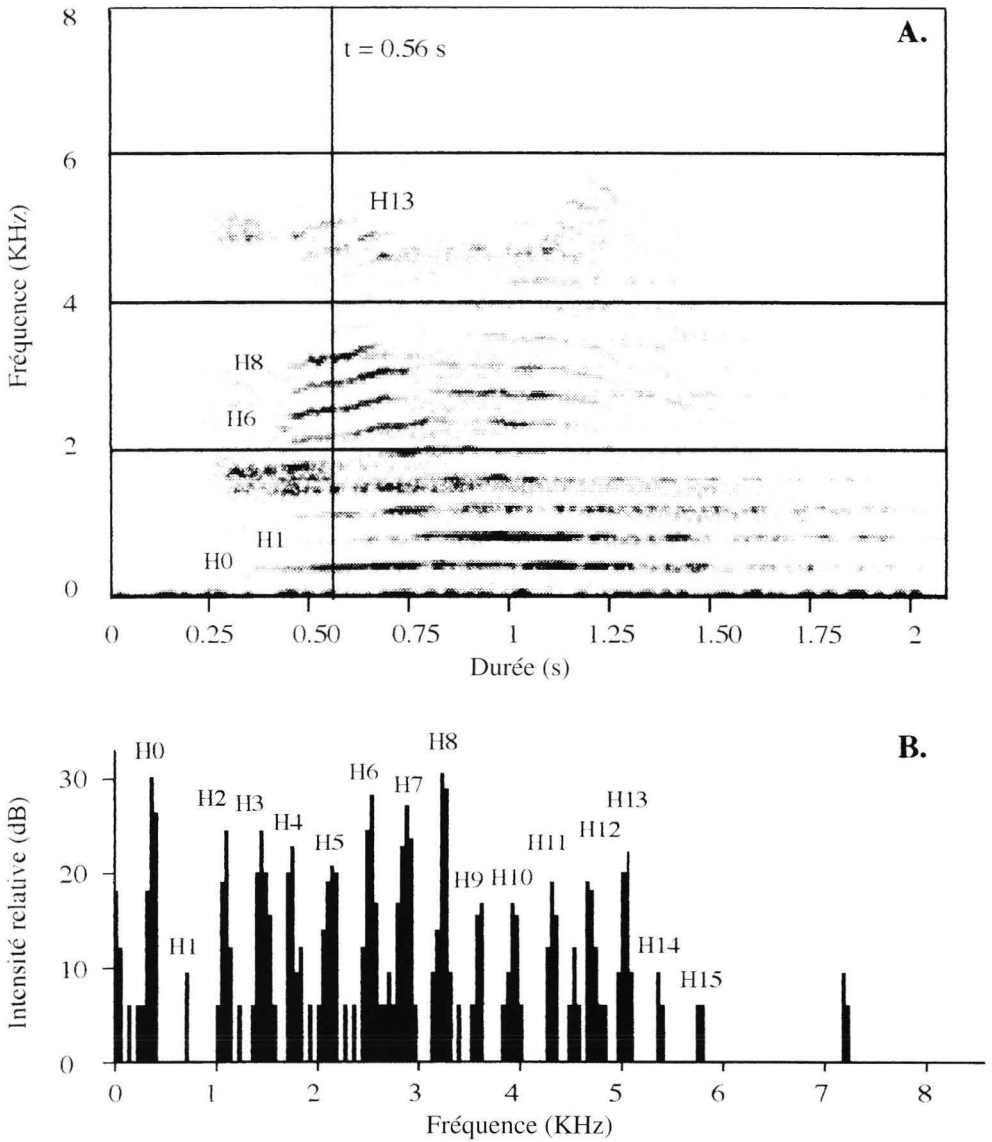 A.
8
t = 0.56 s
6
H13
Fréquence (KHz)
4
H8
H6
2
H1
H0
0
0 0.25 0.50 0.75 1 1.25 1.50 1.75 2
Durée (s)
B.
H0 H2 H3 H4 H5 H6 H7 H8 H9 H10 H11 H12 H13 H14 H15 H1
30
20
10
0
Intensité relative (dB)
0 1 2 3 4 5 6 7 8
Fréquence (KHz)